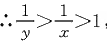 ∴ 1/y > 1/x > 1,